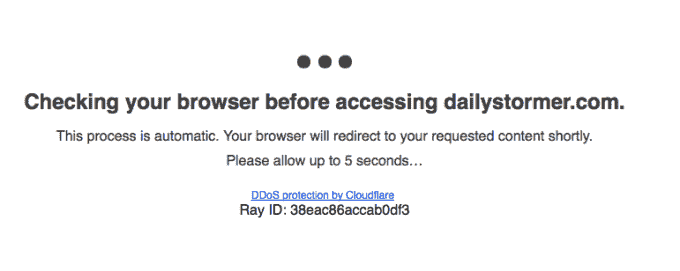 Checking your browser before accessing dailystormer.com.
This process is automatic. Your browser will redirect to your requested content shortly.
Please allow up to 5 seconds…
DDoS protection by Cloudflare
Ray ID: 38eac86accab0df3